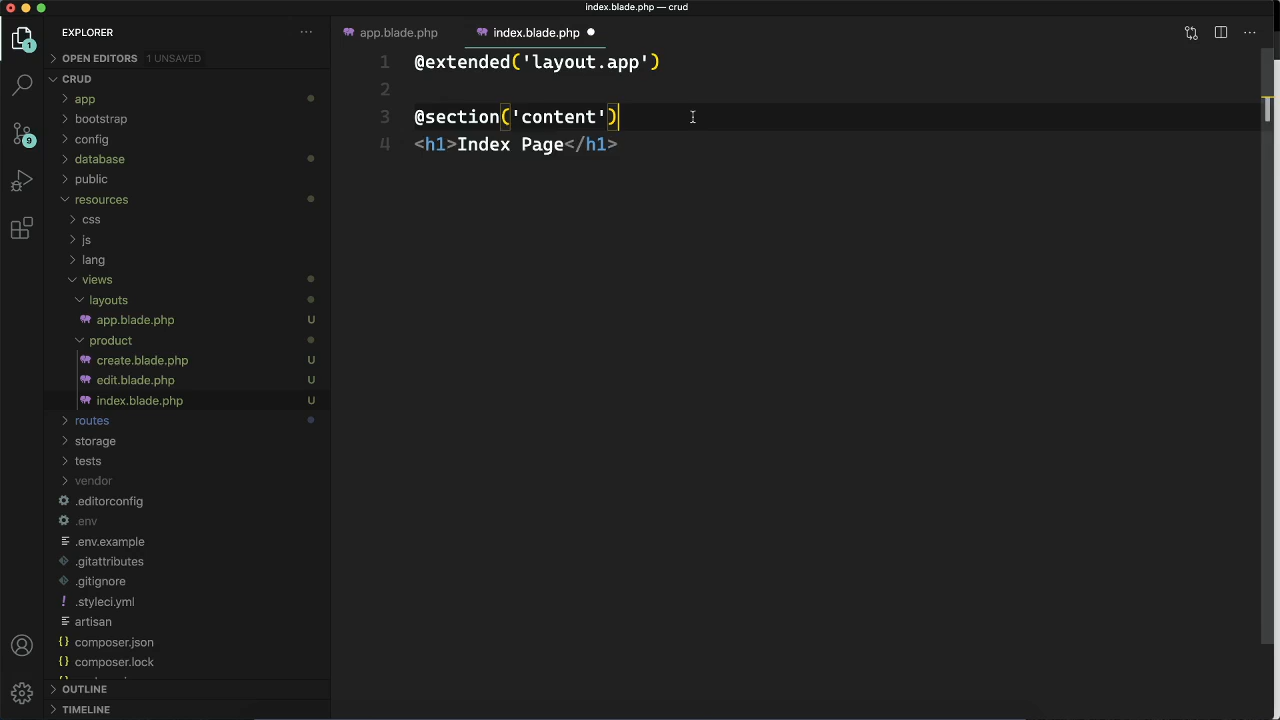 index.blade.php — crud
EXPLORER
OPEN EDITORS 1 UNSAVED
CRUD
app
bootstrap
config
database
public
resources
css
js
lang
views
layouts
app.blade.php U
product
create.blade.php U
edit.blade.php U
index.blade.php U
routes
storage
tests
vendor
.editorconfig
.env
.env.example
.gitattributes
.gitignore
.styleci.yml
artisan
composer.json
composer.lock
OUTLINE
TIMELINE
1
9
app.blade.php
index.blade.php
1 @extended('layout.app')
2
3 @section('content')
4 <h1>Index Page</h1>